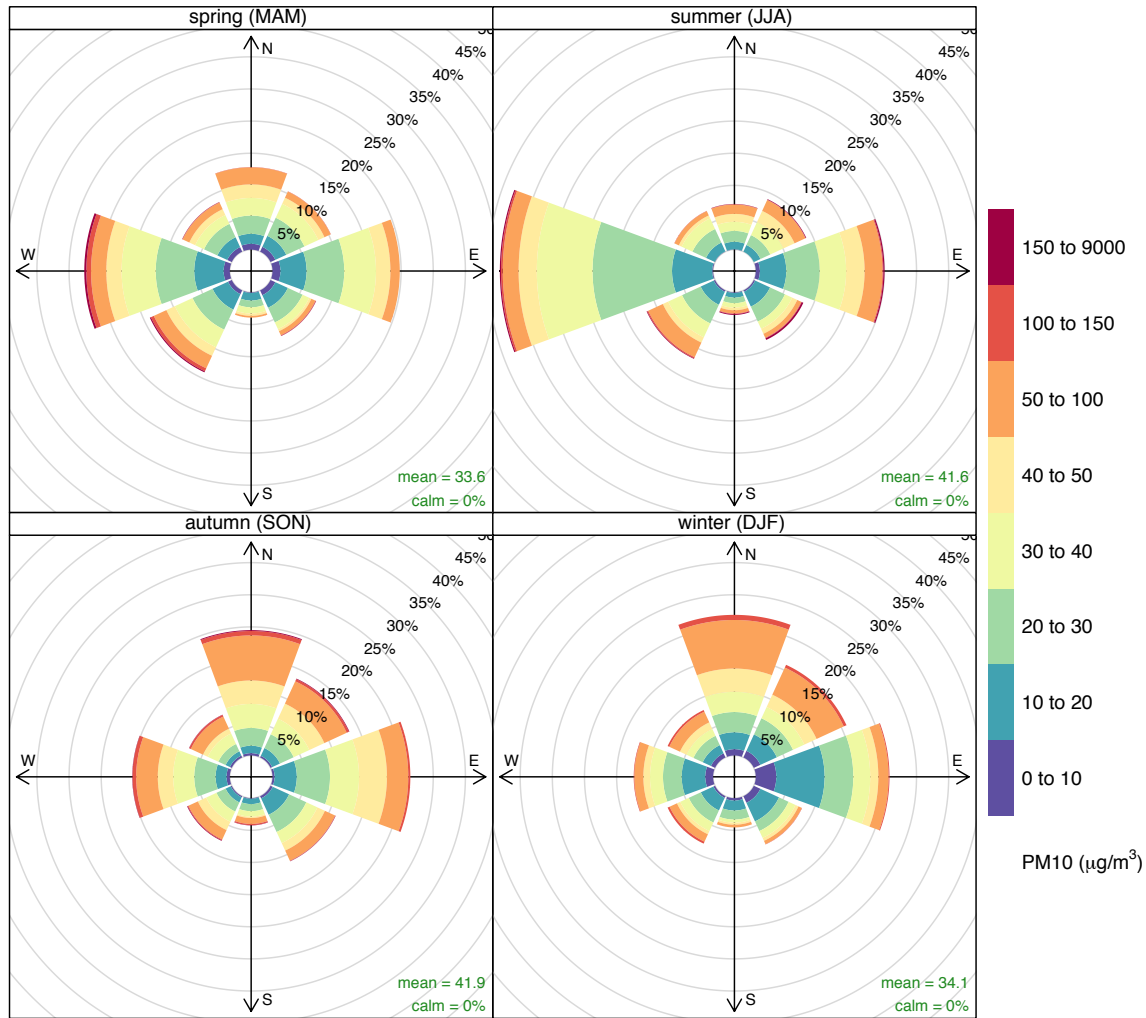 spring (MAM)
45%
40%
35%
30%
25%
20%
15%
10%
5%
N
W
E
S
mean = 33.6
calm = 0%
summer (JJA)
45%
40%
35%
30%
25%
20%
15%
10%
5%
N
W
E
S
mean = 41.6
calm = 0%
autumn (SON)
45%
40%
35%
30%
25%
20%
15%
10%
5%
N
W
E
S
mean = 41.9
calm = 0%
winter (DJF)
45%
40%
35%
30%
25%
20%
15%
10%
5%
N
W
E
S
mean = 34.1
calm = 0%
150 to 9000
100 to 150
50 to 100
40 to 50
30 to 40
20 to 30
10 to 20
0 to 10
PM10 (μg/m³)